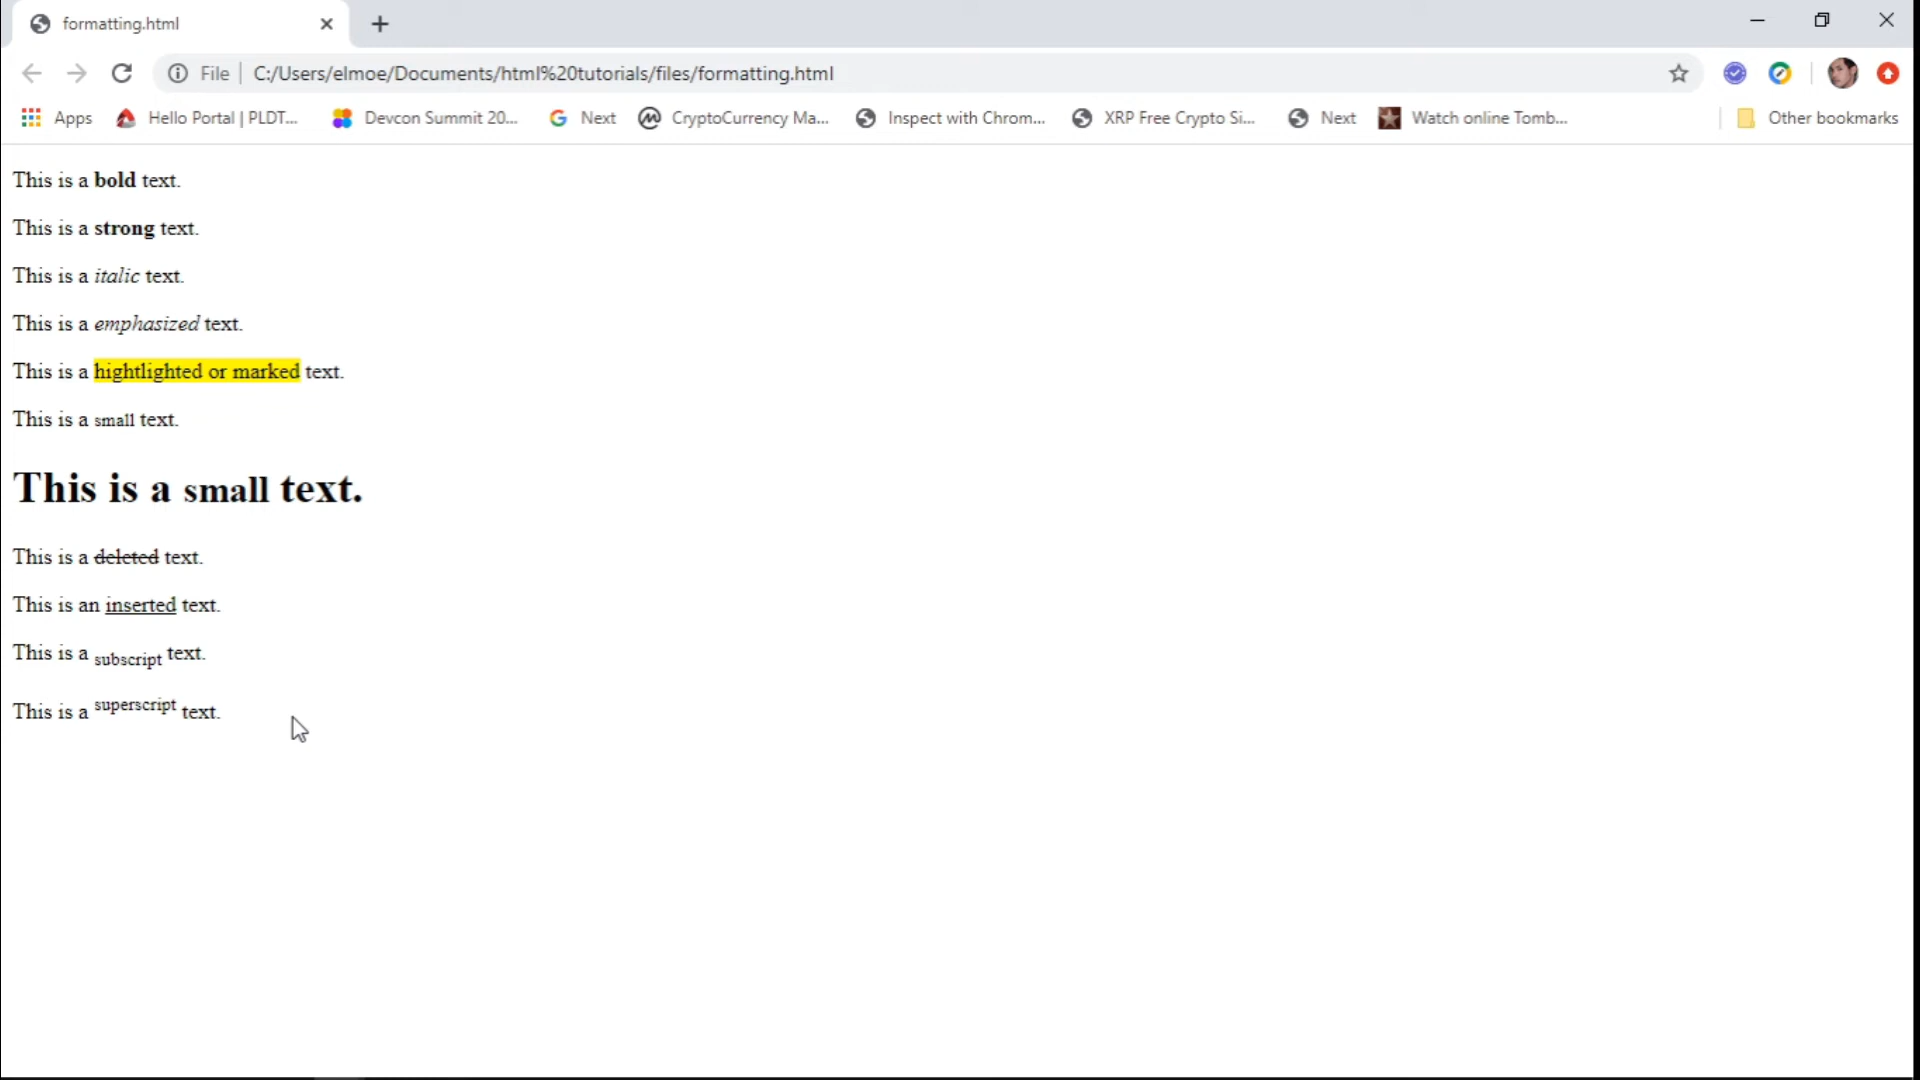 formatting.html
File C:/Users/elmoe/Documents/html%20tutorials/files/formatting.html
Apps Hello Portal | PLDT... Devcon Summit 20... Next CryptoCurrency Ma... Inspect with Chrom... XRP Free Crypto Si... Next Watch online Tomb... Other bookmarks
This is a bold text.
This is a strong text.
This is a italic text.
This is a emphasized text.
This is a hightlighted or marked text.
This is a small text.
This is a small text.
This is a deleted text.
This is an inserted text.
This is a subscript text.
This is a superscript text.